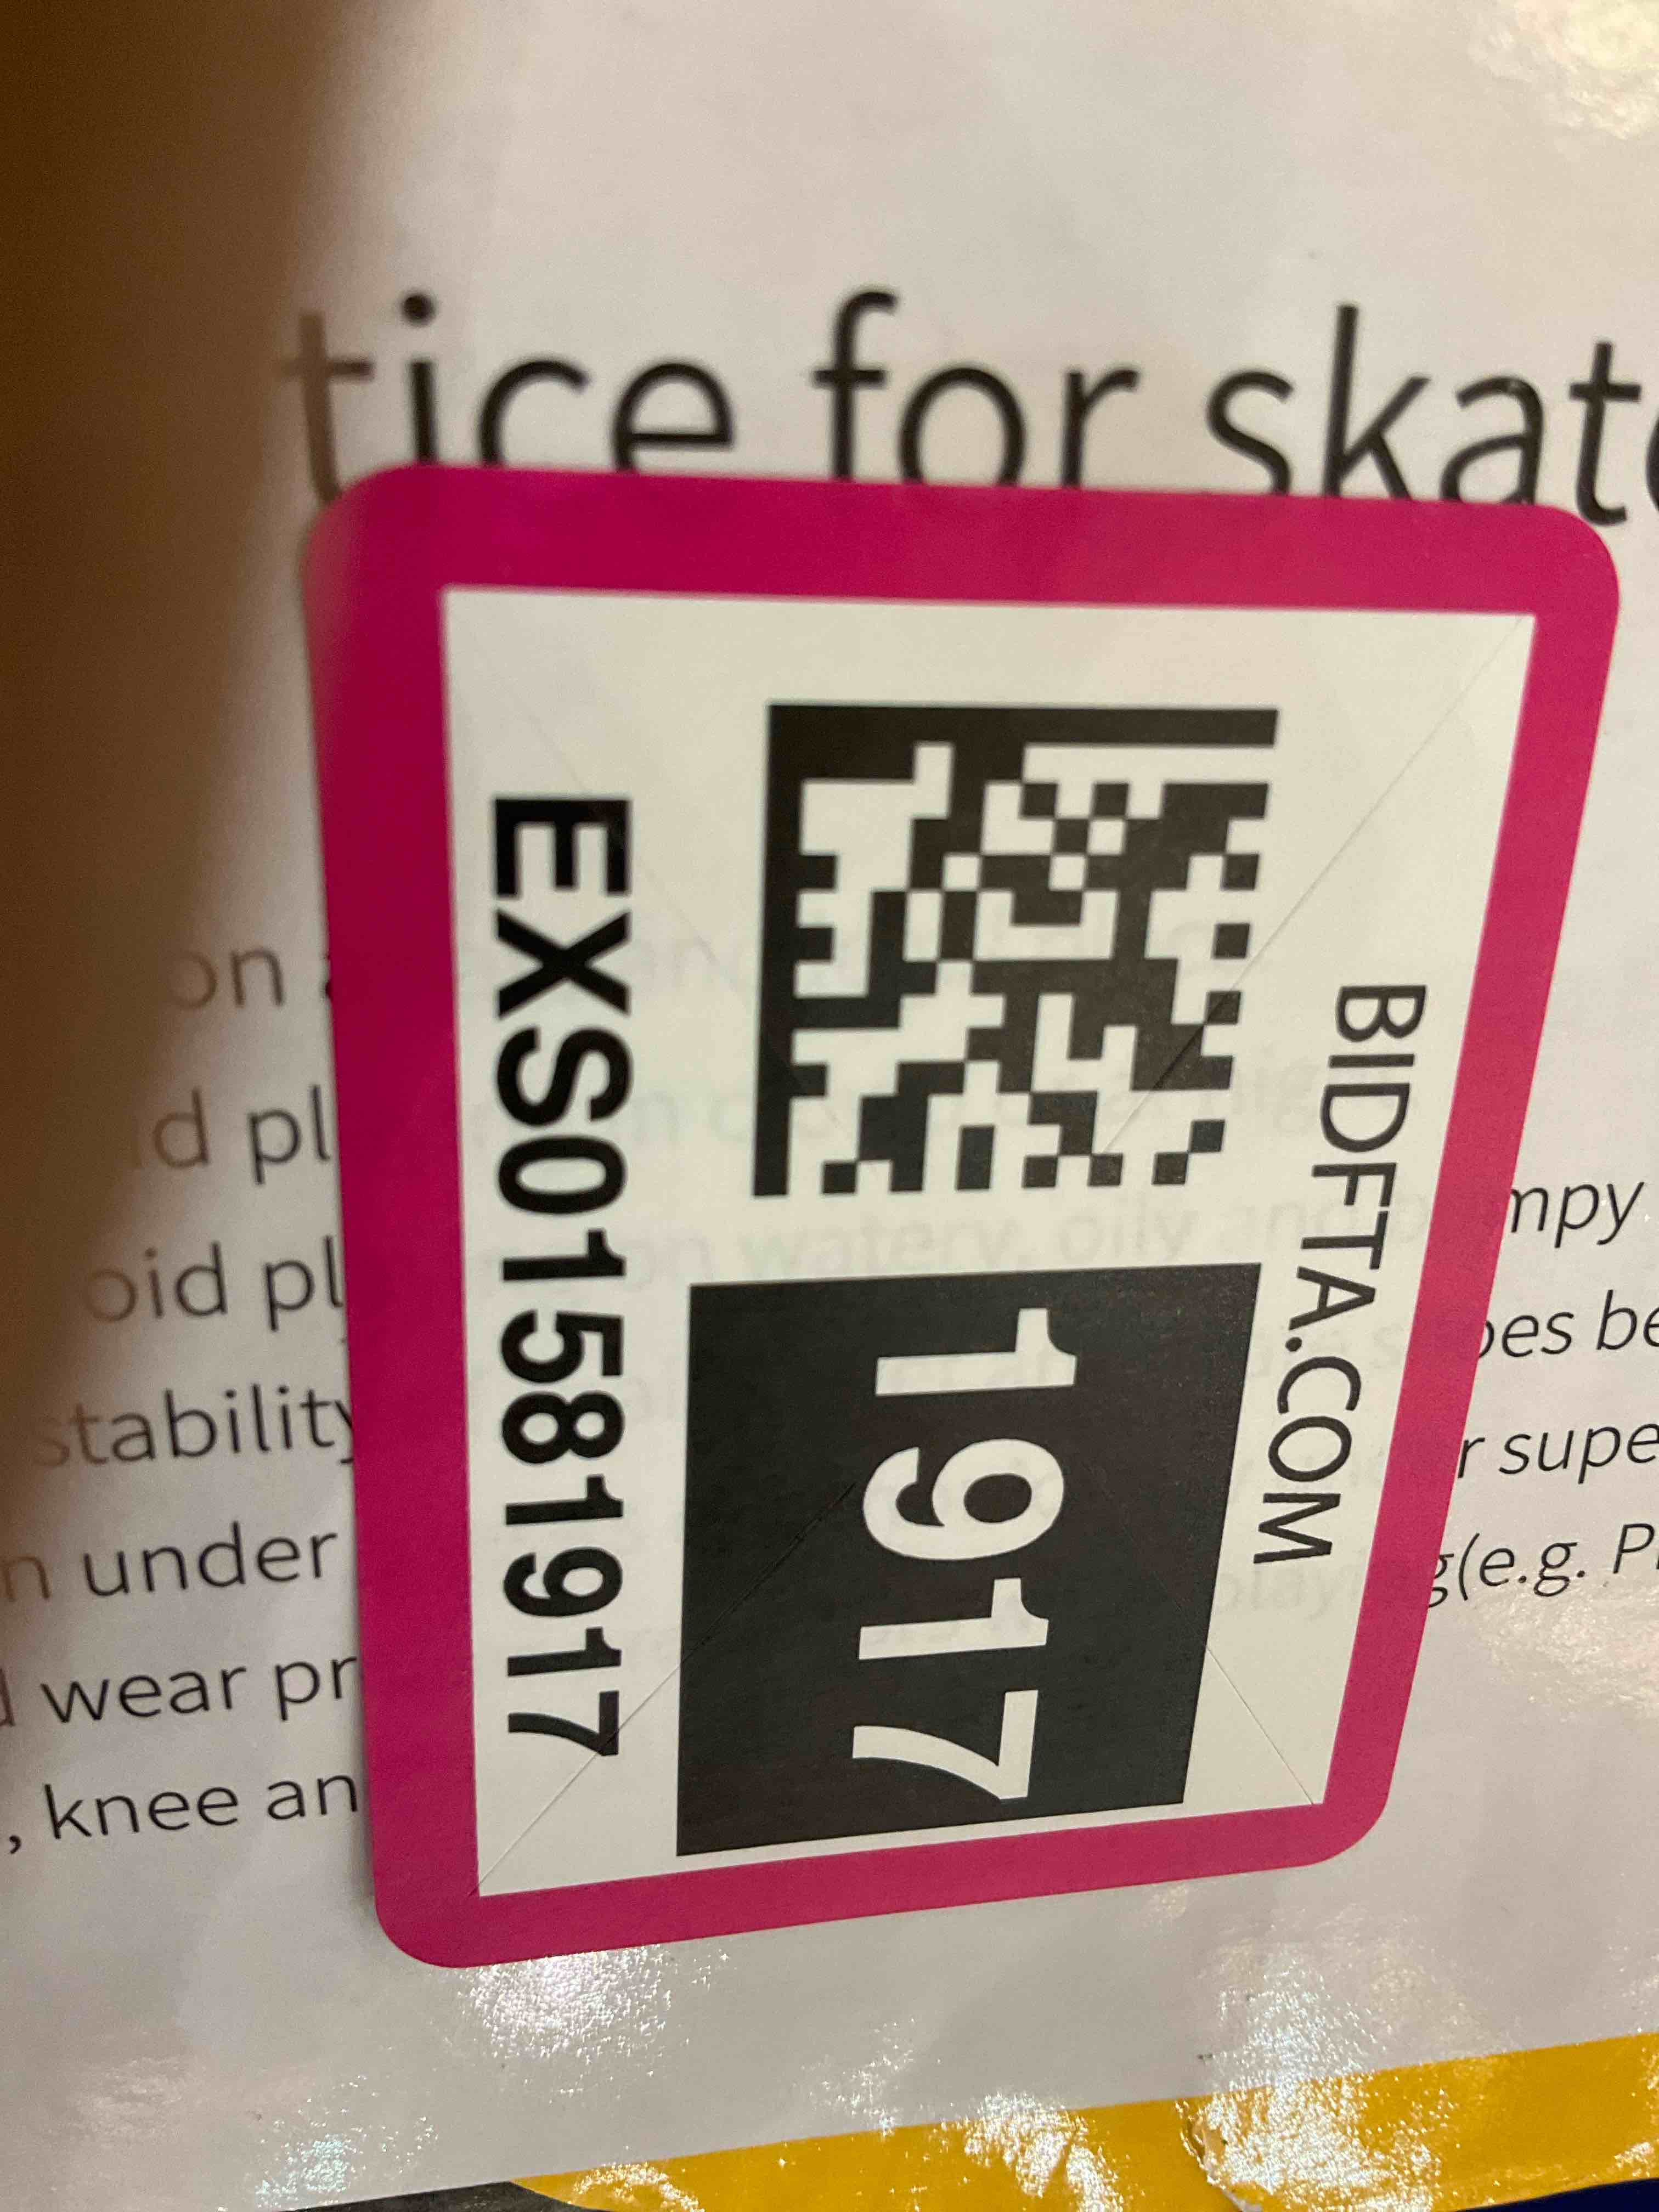 tice for skat
BIDFTA.COM
1917
EXS01581917
on
d pl
oid pl
stability
n under
wear pr
, knee an
mpy
oes be
r supe
g(e.g. P